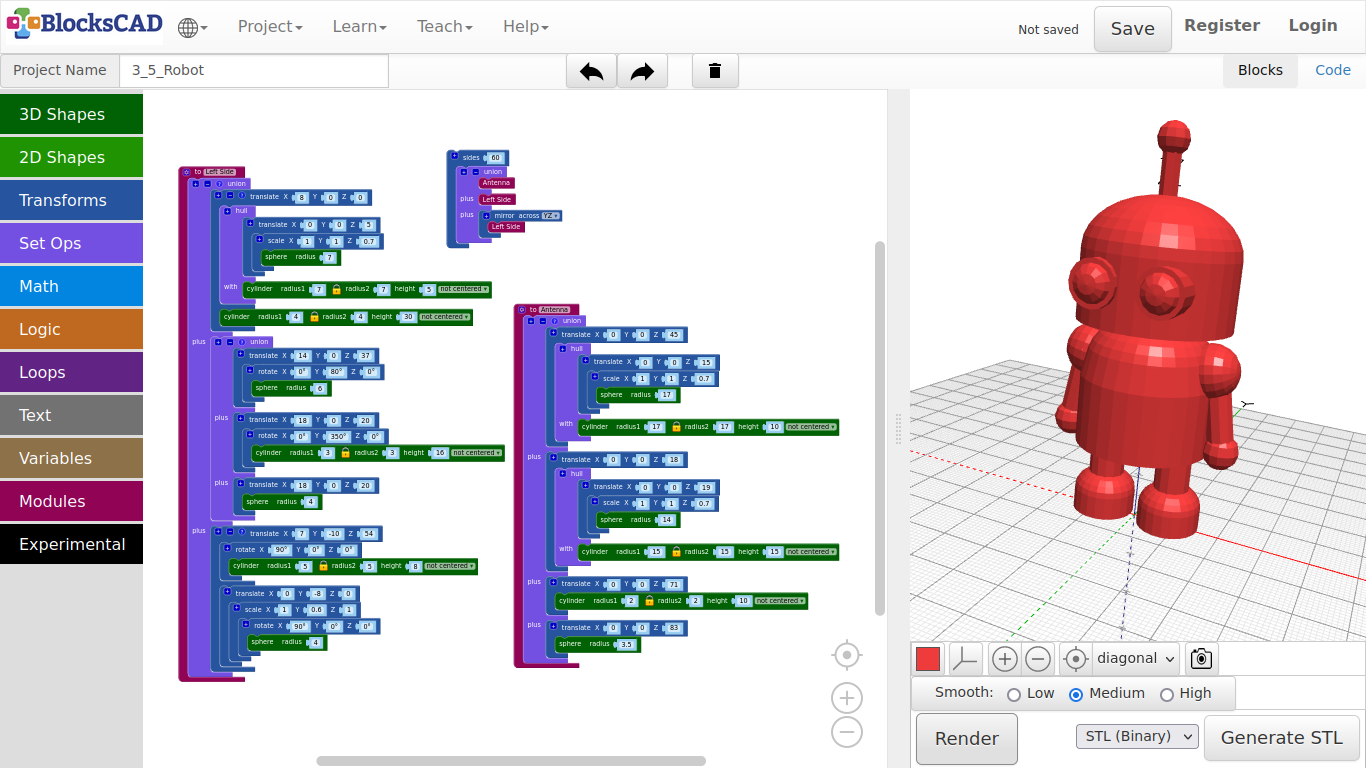 BlocksCAD
Project Learn Teach Help
Not saved Save Register Login
Project Name 3_5_Robot
Blocks Code
3D Shapes
2D Shapes
Transforms
Set Ops
Math
Logic
Loops
Text
Variables
Modules
Experimental
to Left Side
union
translate X 8 Y 0 Z 0
hull
translate X 0 Y 0 Z 5
scale X 1 Y 1 Z 0.7
sphere radius 7
with cylinder radius1 7 radius2 7 height 5 not centered
cylinder radius1 4 radius2 4 height 30 not centered
plus union
translate X 14 Y 0 Z 37
rotate X 0° Y 80° Z 0°
sphere radius 6
plus translate X 18 Y 0 Z 20
rotate X 0° Y 350° Z 0°
cylinder radius1 3 radius2 3 height 16 not centered
plus translate X 18 Y 0 Z 20
sphere radius 4
plus translate X 7 Y -10 Z 54
rotate X 90° Y 0° Z 0°
cylinder radius1 5 radius2 5 height 8 not centered
translate X 0 Y -8 Z 0
scale X 1 Y 0.6 Z 1
rotate X 90° Y 0° Z 0°
sphere radius 4
sides 60
union
Antenna
plus Left Side
plus mirror across YZ
Left Side
to Antenna
union
translate X 0 Y 0 Z 45
hull
translate X 0 Y 0 Z 15
scale X 1 Y 1 Z 0.7
sphere radius 17
with cylinder radius1 17 radius2 17 height 10 not centered
plus translate X 0 Y 0 Z 18
hull
translate X 0 Y 0 Z 19
scale X 1 Y 1 Z 0.7
sphere radius 14
with cylinder radius1 15 radius2 15 height 15 not centered
plus translate X 0 Y 0 Z 71
cylinder radius1 2 radius2 2 height 10 not centered
plus translate X 0 Y 0 Z 83
sphere radius 3.5
diagonal
Smooth: Low Medium High
Render STL (Binary) Generate STL